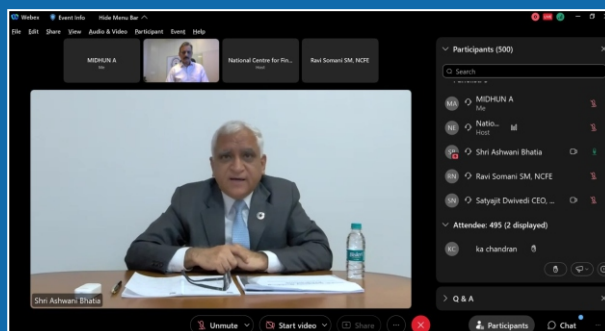 Webex Event Info Hide Menu Bar
File Edit Share View Audio & Video Participant Event Help
MIDHUN A
Me
National Centre for Fin...
Host
Ravi Somani SM, NCFE
Shri Ashwani Bhatia
Unmute Start video Share
Participants (500)
Search
MA MIDHUN A
Me
NE Natio...
Host
Shri Ashwani Bhatia
RN Ravi Somani SM, NCFE
SN Satyajit Dwivedi CEO, ...
Attendee: 495 (2 displayed)
KC ka chandran
Q & A
Participants Chat